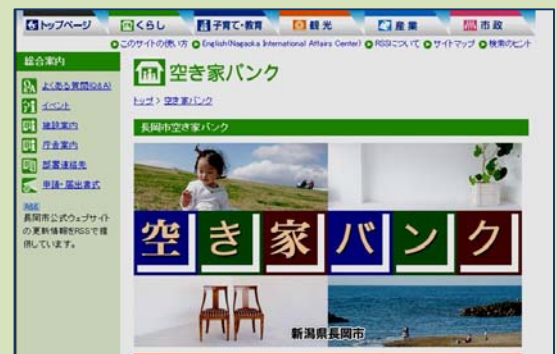 トップページ くらし 子育て・教育 観光 産業 市政
このサイトの使い方 English(Nagaoka International Affairs Center) RSSについて サイトマップ 検索のヒント
総合案内
よくある質問(Q&A)
イベント
施設案内
庁舎案内
部署連絡先
申請・届出書式
RSS
長岡市公式ウェブサイト
の更新情報をRSSで提
供しています。
空き家バンク
トップ > 空き家バンク
長岡市空き家バンク
空き家バンク
新潟県長岡市